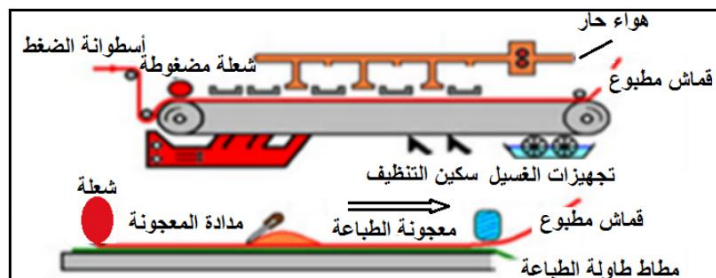 هواء حار
أسطوانة الضغط
شعلة مضغوطة
قماش مطبوع
تجهيزات الغسيل
سكين التنظيف
شعلة
مدادة المعجونة
معجونة الطباعة
قماش مطبوع
مطاط طاولة الطباعة